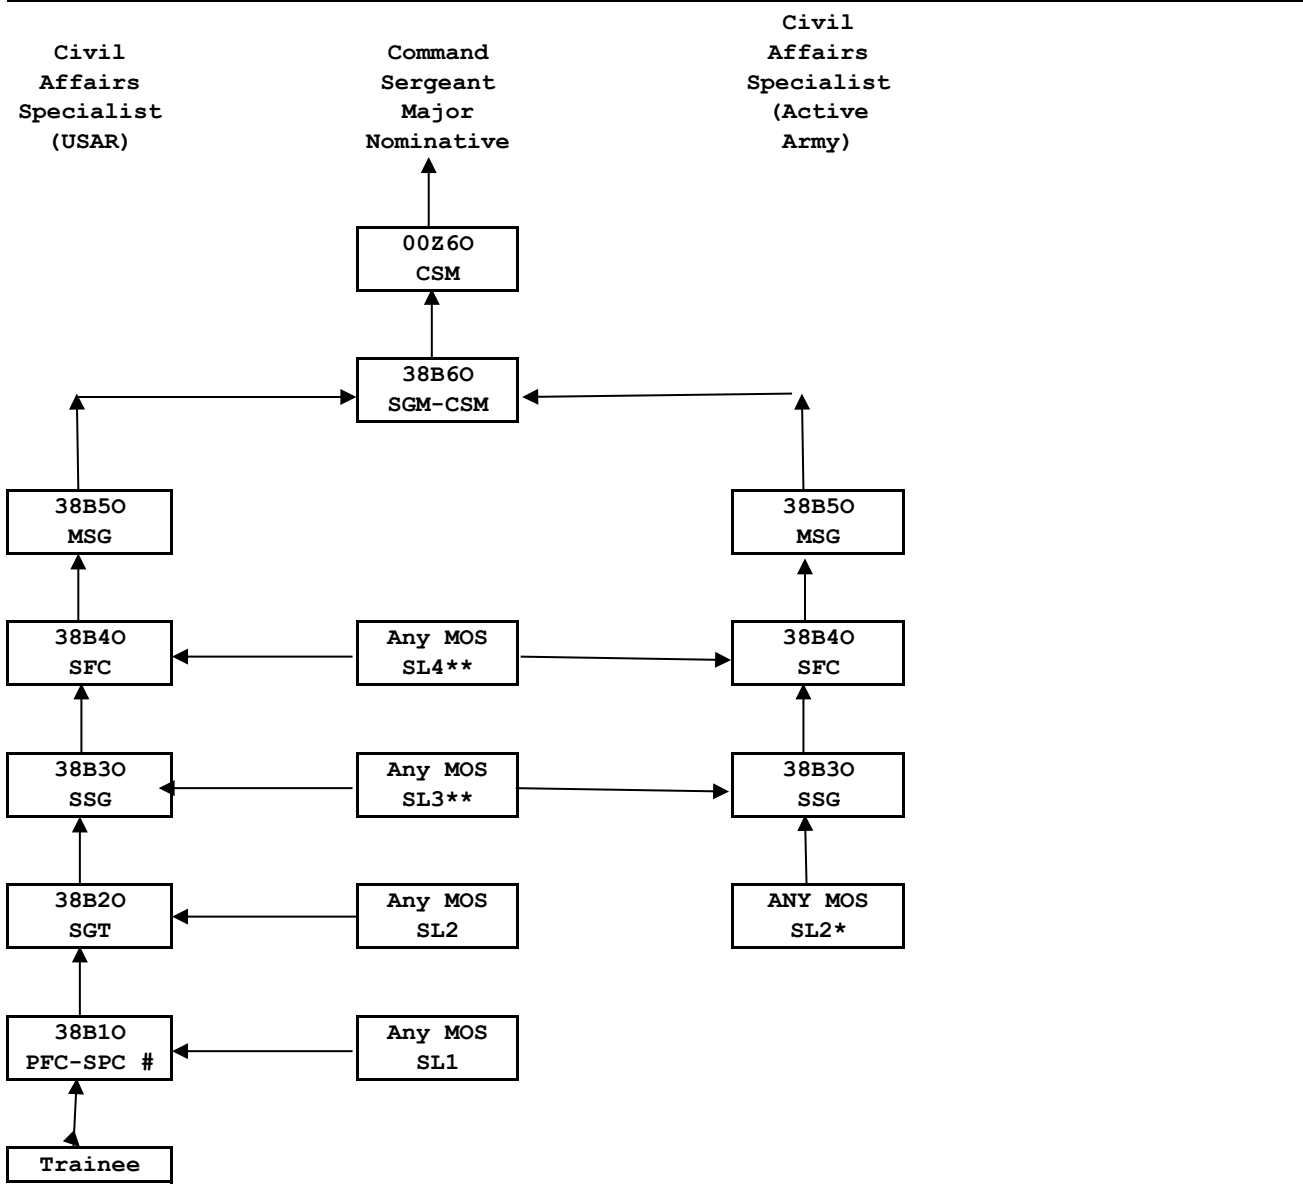 Civil
Affairs
Specialist
(USAR)
Command
Sergeant
Major
Nominative
Civil
Affairs
Specialist
(Active
Army)
00Z6O
CSM
38B6O
SGM-CSM
38B5O
MSG
38B5O
MSG
38B4O
SFC
Any MOS
SL4**
38B4O
SFC
38B3O
SSG
Any MOS
SL3**
38B3O
SSG
38B2O
SGT
Any MOS
SL2
ANY MOS
SL2*
38B1O
PFC-SPC #
Any MOS
SL1
Trainee